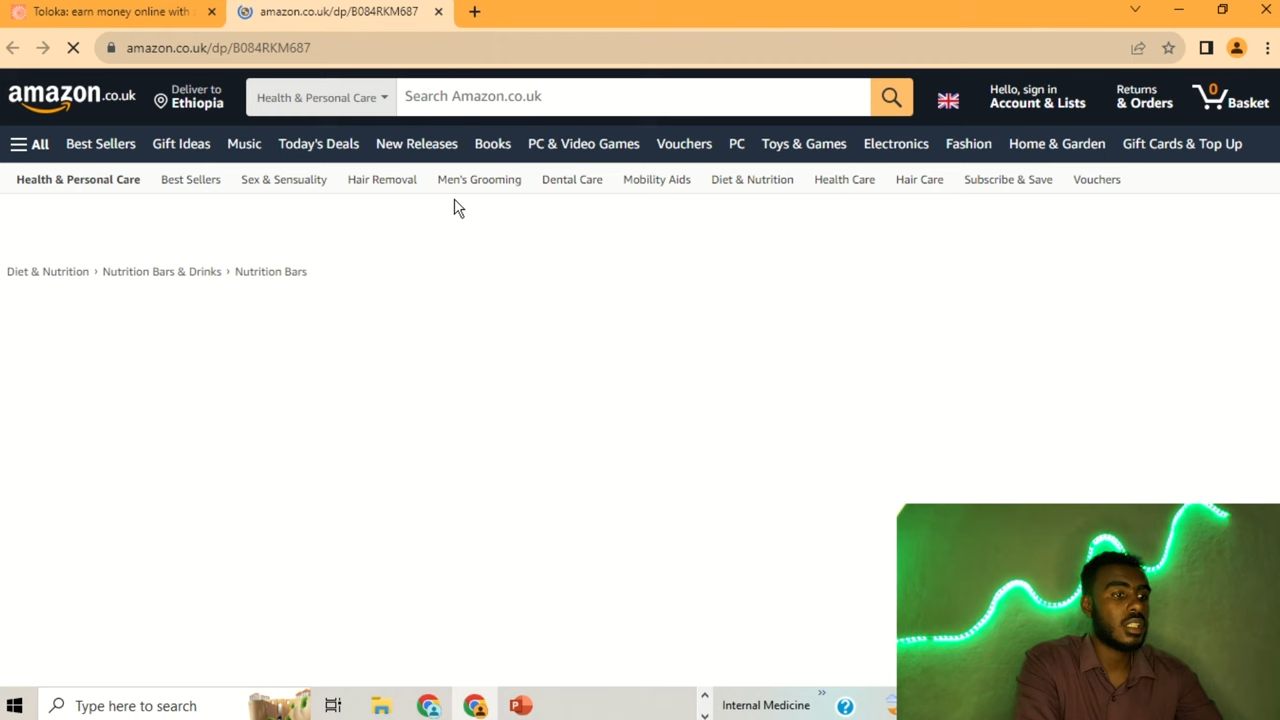 Toloka: earn money online with
amazon.co.uk/dp/B084RKM687
amazon.co.uk/dp/B084RKM687
amazon.co.uk
Deliver to
Ethiopia
Health & Personal Care
Search Amazon.co.uk
Hello, sign in
Account & Lists
Returns
& Orders
0
Basket
All
Best Sellers
Gift Ideas
Music
Today's Deals
New Releases
Books
PC & Video Games
Vouchers
PC
Toys & Games
Electronics
Fashion
Home & Garden
Gift Cards & Top Up
Health & Personal Care
Best Sellers
Sex & Sensuality
Hair Removal
Men's Grooming
Dental Care
Mobility Aids
Diet & Nutrition
Health Care
Hair Care
Subscribe & Save
Vouchers
Diet & Nutrition › Nutrition Bars & Drinks › Nutrition Bars
Type here to search
Internal Medicine